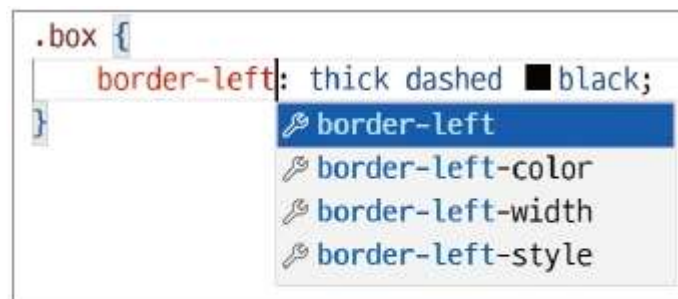 .box {
border-left: thick dashed black;
}
border-left
border-left-color
border-left-width
border-left-style